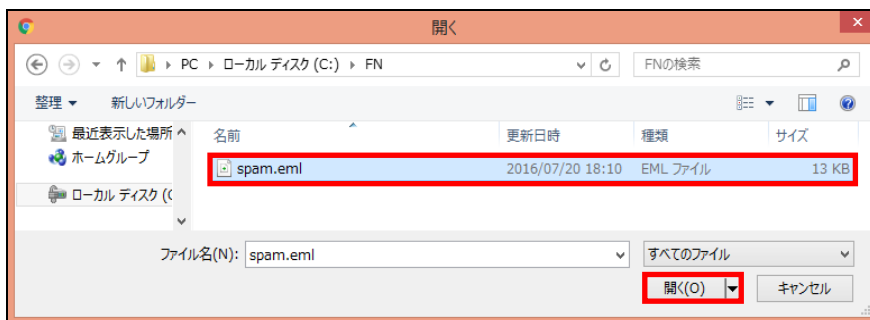 開く
PC ローカル ディスク (C:) FN FNの検索
整理 新しいフォルダー
最近表示した場所 名前 更新日時 種類 サイズ
ホームグループ
spam.eml 2016/07/20 18:10 EML ファイル 13 KB
ローカル ディスク (C
ファイル名(N): spam.eml すべてのファイル
開く(O) キャンセル